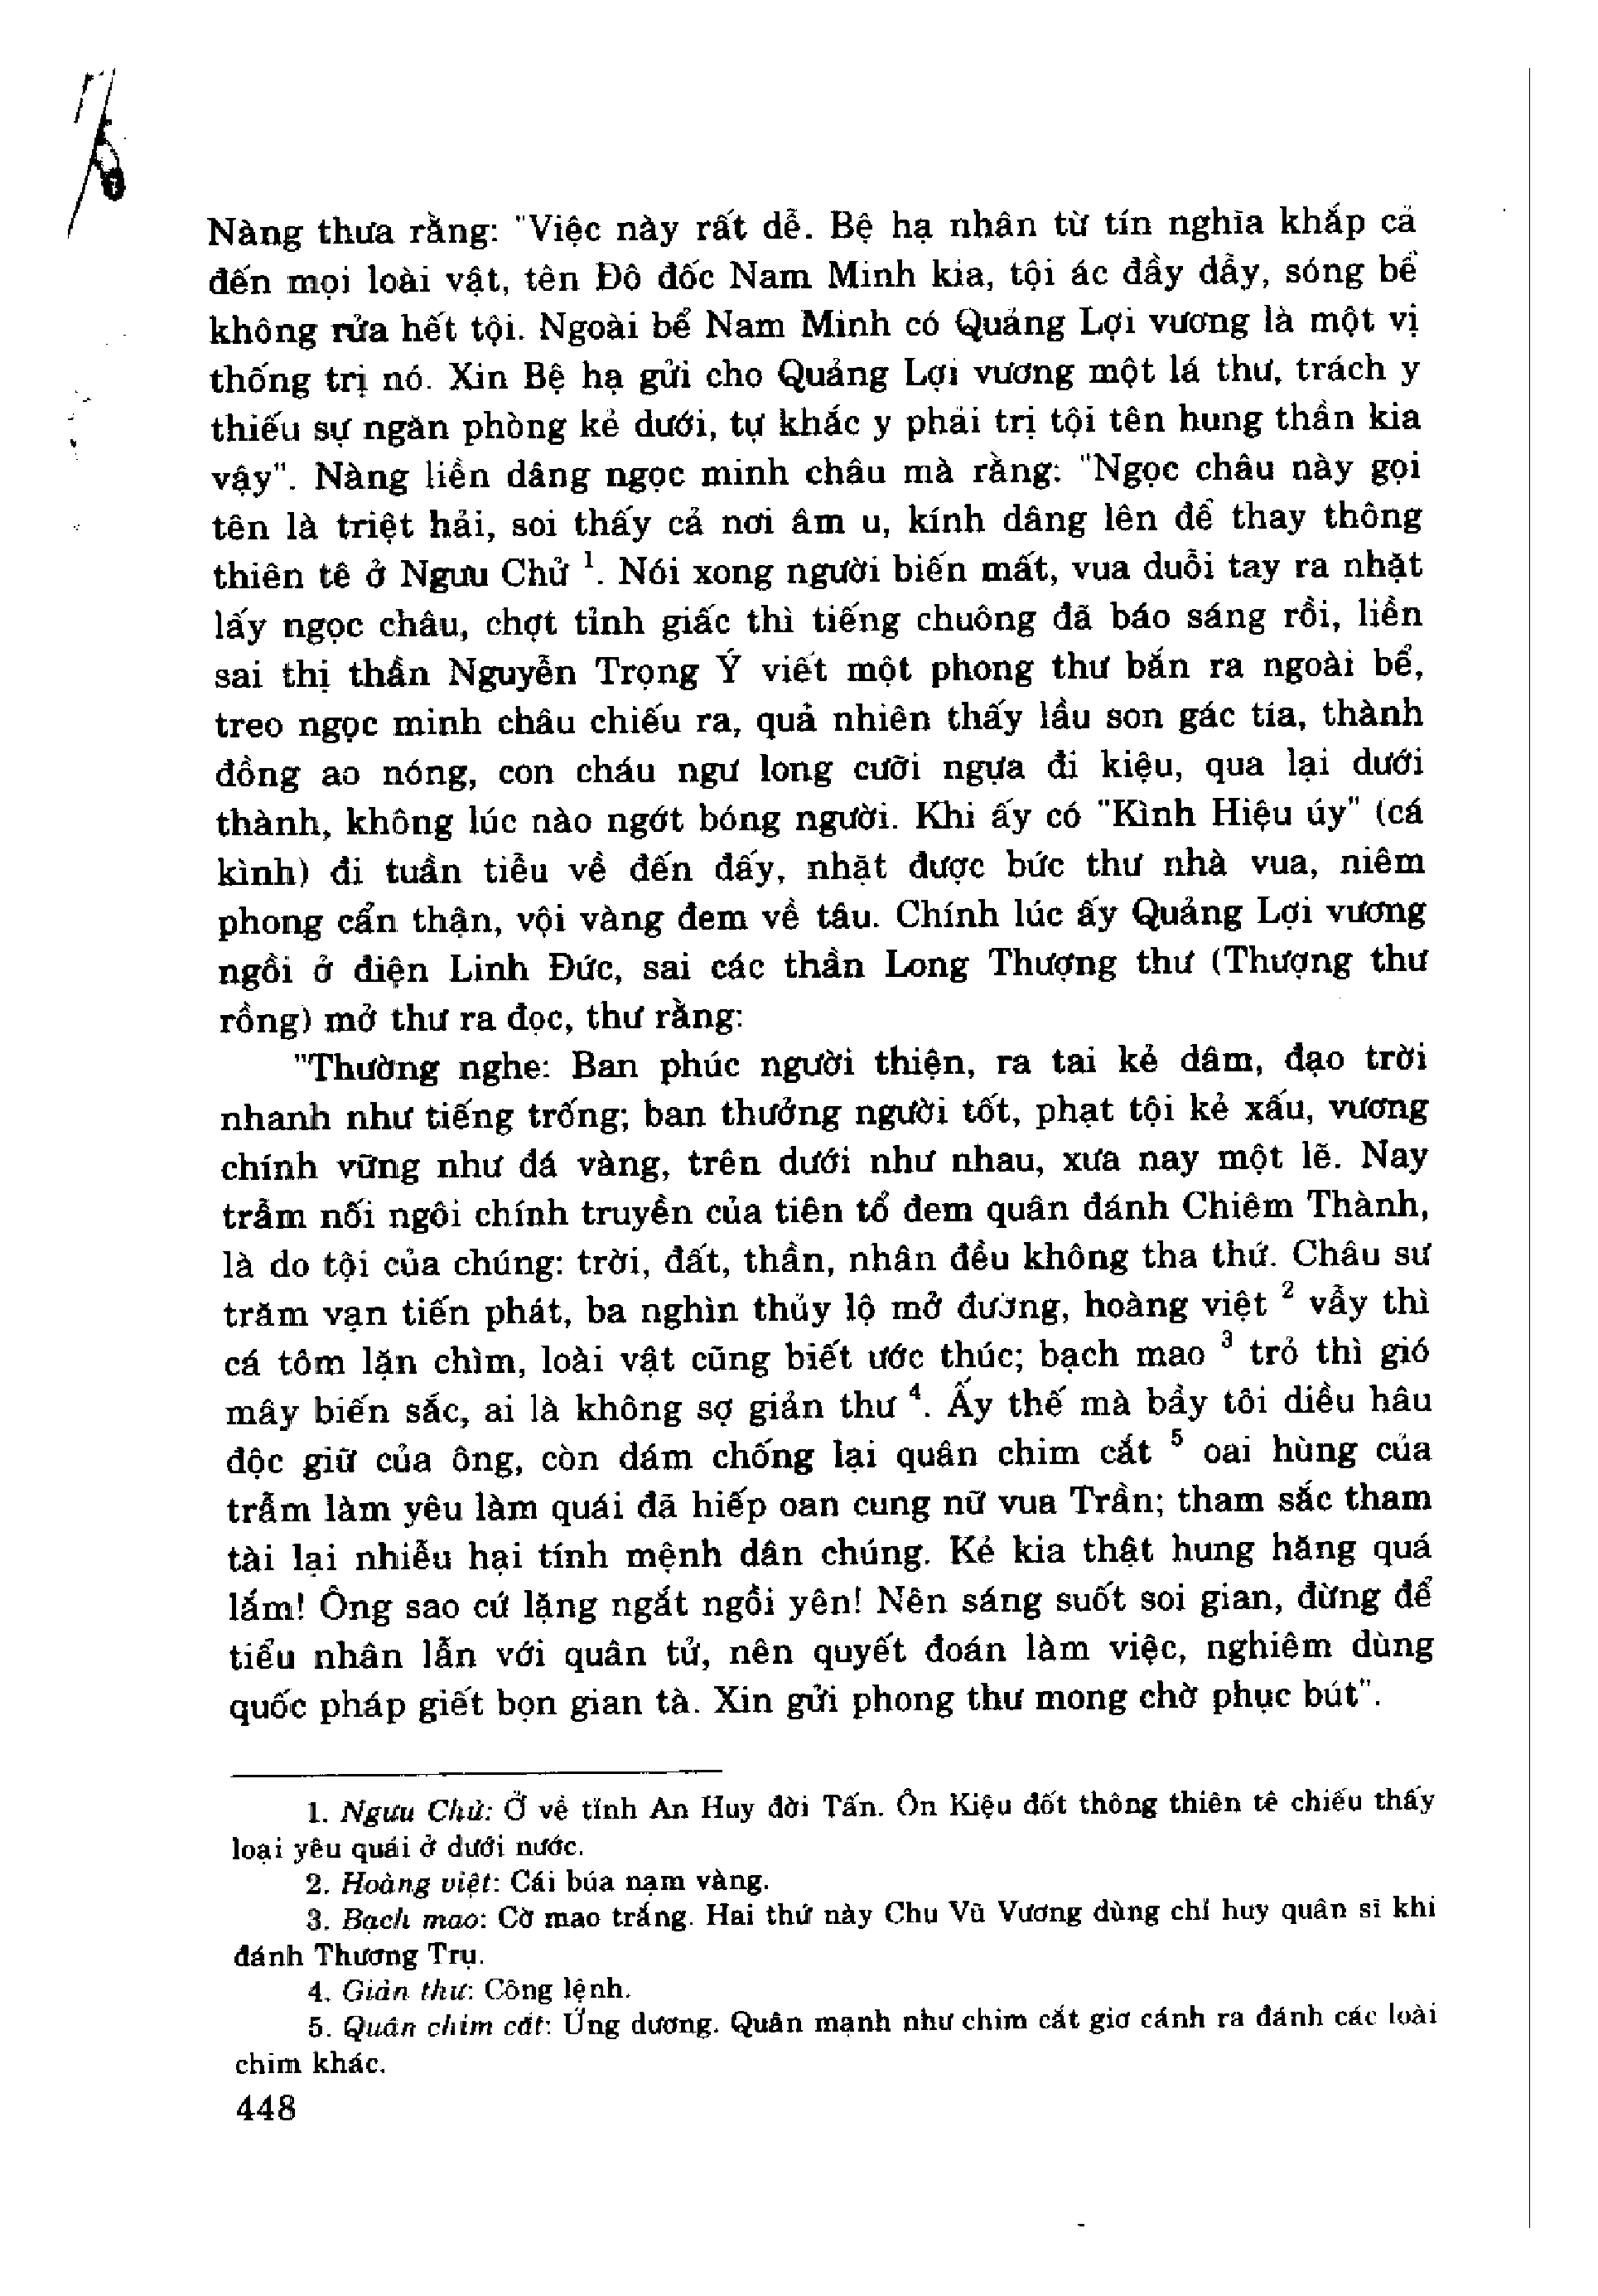 Nàng thưa rằng: "Việc này rất dễ. Bệ hạ nhân từ tín nghĩa khắp cả
đến mọi loài vật, tên Đô đốc Nam Minh kia, tội ác đầy dẫy, sóng bể
không rửa hết tội. Ngoài bể Nam Minh có Quảng Lợi vương là một vị
thống trị nó. Xin Bệ hạ gửi cho Quảng Lợi vương một lá thư, trách y
thiếu sự ngăn phòng kẻ dưới, tự khắc y phải trị tội tên hung thần kia
vậy". Nàng liền dâng ngọc minh châu mà rằng: "Ngọc châu này gọi
tên là triệt hải, soi thấy cả nơi âm u, kính dâng lên để thay thông
thiên tê ở Ngưu Chử 1. Nói xong người biến mất, vua duỗi tay ra nhặt
lấy ngọc châu, chợt tỉnh giấc thì tiếng chuông đã báo sáng rồi, liền
sai thị thần Nguyễn Trọng Ý viết một phong thư bắn ra ngoài bể,
treo ngọc minh châu chiếu ra, quả nhiên thấy lầu son gác tía, thành
đồng ao nóng, con cháu ngư long cưỡi ngựa đi kiệu, qua lại dưới
thành, không lúc nào ngớt bóng người. Khi ấy có "Kình Hiệu úy" (cá
kình) đi tuần tiễu về đến đấy, nhặt được bức thư nhà vua, niêm
phong cẩn thận, vội vàng đem về tâu. Chính lúc ấy Quảng Lợi vương
ngồi ở điện Linh Đức, sai các thần Long Thượng thư (Thượng thư
rồng) mở thư ra đọc, thư rằng:
"Thường nghe: Ban phúc người thiện, ra tai kẻ dâm, đạo trời
nhanh như tiếng trống; ban thưởng người tốt, phạt tội kẻ xấu, vương
chính vững như đá vàng, trên dưới như nhau, xưa nay một lẽ. Nay
trẫm nối ngôi chính truyền của tiên tổ đem quân đánh Chiêm Thành,
là do tội của chúng: trời, đất, thần, nhân đều không tha thứ. Châu sư
trăm vạn tiến phát, ba nghìn thủy lộ mở đường, hoàng việt 2 vẫy thì
cá tôm lặn chìm, loài vật cũng biết ước thúc; bạch mao 3 trỏ thì gió
mây biến sắc, ai là không sợ giản thư 4. Ấy thế mà bầy tôi diều hâu
độc giữ của ông, còn dám chống lại quân chim cắt 5 oai hùng của
trẫm làm yêu làm quái đã hiếp oan cung nữ vua Trần; tham sắc tham
tài lại nhiễu hại tính mệnh dân chúng. Kẻ kia thật hung hăng quá
lắm! Ông sao cứ lặng ngắt ngồi yên! Nên sáng suốt soi gian, đừng để
tiểu nhân lẫn với quân tử, nên quyết đoán làm việc, nghiêm dùng
quốc pháp giết bọn gian tà. Xin gửi phong thư mong chờ phục bút".
1. Ngưu Chử: Ở về tỉnh An Huy đời Tấn. Ôn Kiệu đốt thông thiên tê chiếu thấy
loại yêu quái ở dưới nước.
2. Hoàng việt: Cái búa nạm vàng.
3. Bạch mao: Cờ mao trắng. Hai thứ này Chu Vũ Vương dùng chỉ huy quân sĩ khi
đánh Thương Trụ.
4. Giản thư: Công lệnh.
5. Quân chim cắt: Ưng dương. Quân mạnh như chim cắt giơ cánh ra đánh các loài
chim khác.
448